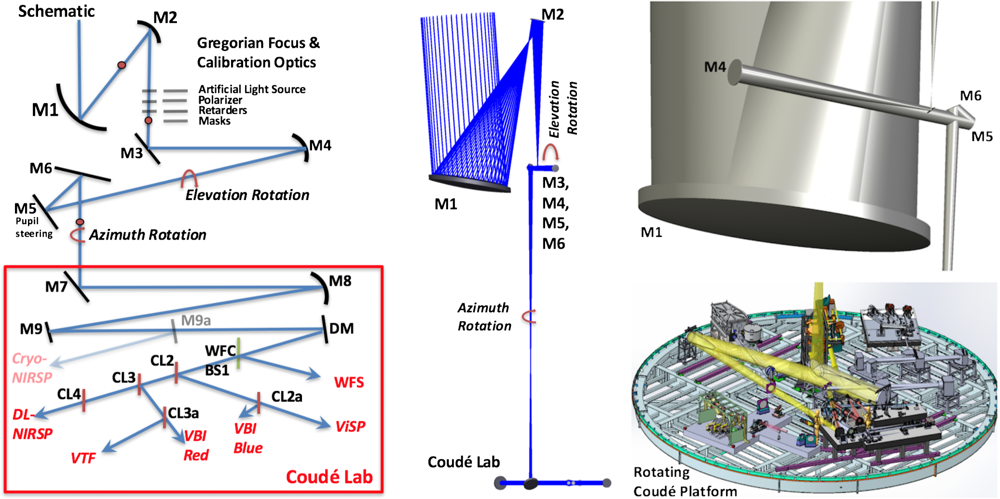 Schematic
M2
Gregorian Focus &
Calibration Optics
Artificial Light Source
Polarizer
Retarders
Masks
M1
M3
M4
M6
Elevation Rotation
M5
Pupil
steering
Azimuth Rotation
M7
M8
M9
M9a
DM
Cryo-
NIRSP
WFC
BS1
CL2
WFS
CL3
CL4
CL2a
DL-
NIRSP
CL3a
VBI
Blue
ViSP
VBI
Red
VTF
Coudé Lab
M2
Elevation
Rotation
M1
M3,
M4,
M5,
M6
Azimuth
Rotation
Coudé Lab
M4
M6
M5
M1
Rotating
Coudé Platform